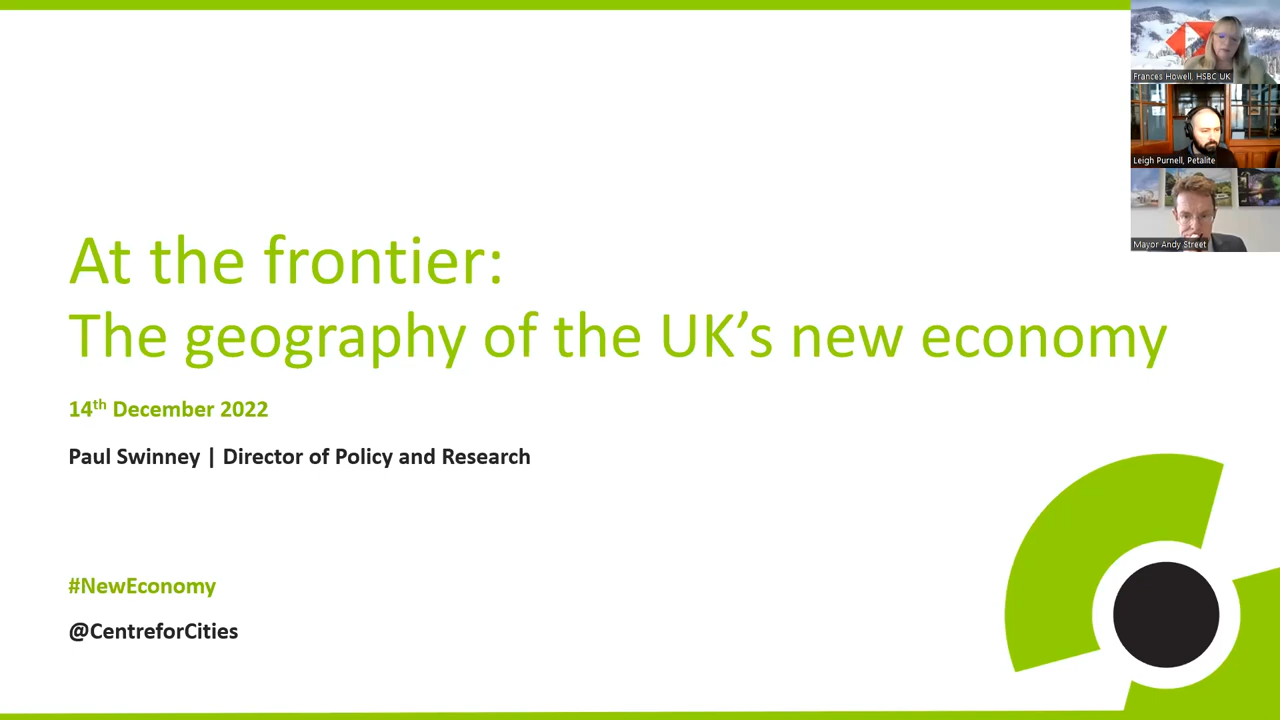 Frances Howell, HSBC UK
Leigh Purnell, Petalite
Mayor Andy Street
At the frontier:
The geography of the UK's new economy
14th December 2022
Paul Swinney | Director of Policy and Research
#NewEconomy
@CentreforCities